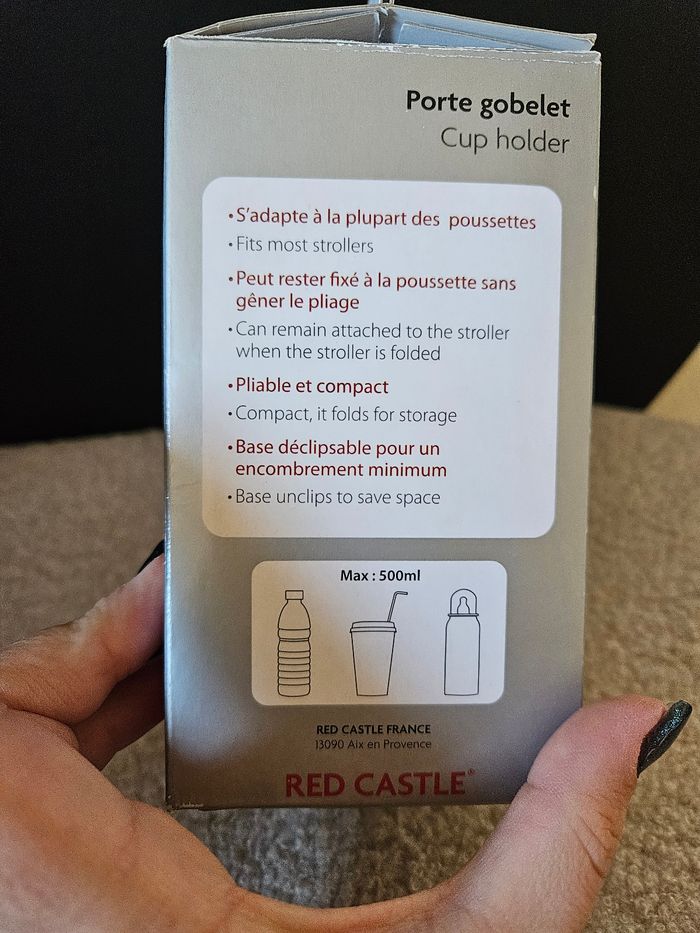 Porte gobelet
Cup holder
•S'adapte à la plupart des poussettes
•Fits most strollers
•Peut rester fixé à la poussette sans
gêner le pliage
•Can remain attached to the stroller
when the stroller is folded
•Pliable et compact
•Compact, it folds for storage
•Base déclipsable pour un
encombrement minimum
•Base unclips to save space
Max : 500ml
RED CASTLE FRANCE
13090 Aix en Provence
RED CASTLE®